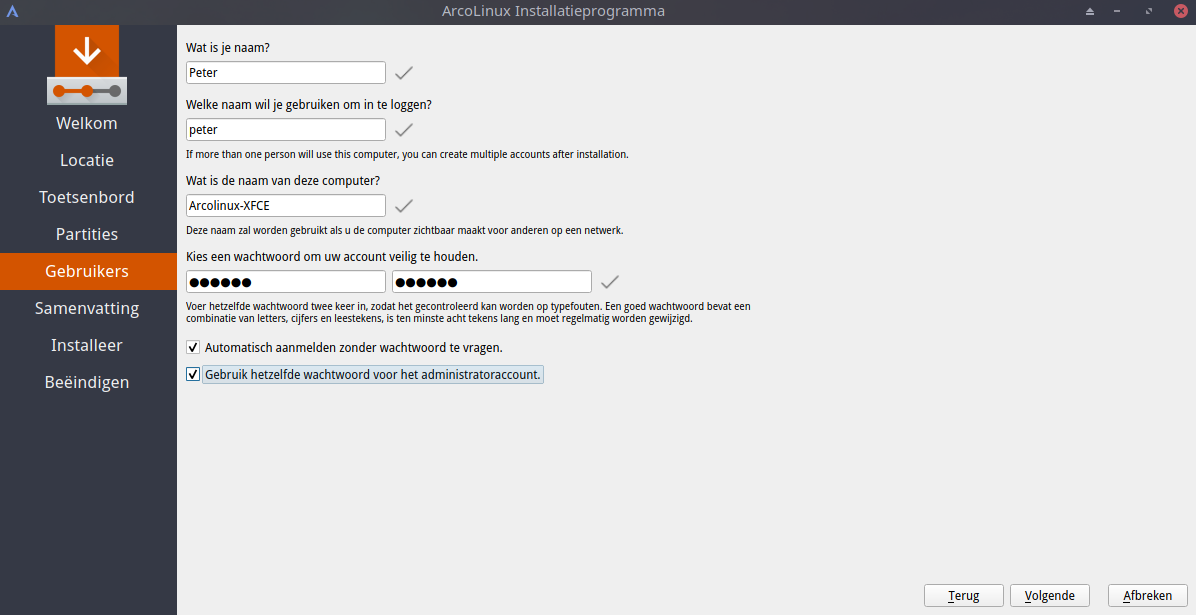 ArcoLinux Installatieprogramma
Welkom
Locatie
Toetsenbord
Partities
Gebruikers
Samenvatting
Installeer
Beëindigen
Wat is je naam?
Peter
Welke naam wil je gebruiken om in te loggen?
peter
If more than one person will use this computer, you can create multiple accounts after installation.
Wat is de naam van deze computer?
Arcolinux-XFCE
Deze naam zal worden gebruikt als u de computer zichtbaar maakt voor anderen op een netwerk.
Kies een wachtwoord om uw account veilig te houden.
●●●●●● ●●●●●●
Voer hetzelfde wachtwoord twee keer in, zodat het gecontroleerd kan worden op typefouten. Een goed wachtwoord bevat een
combinatie van letters, cijfers en leestekens, is ten minste acht tekens lang en moet regelmatig worden gewijzigd.
Automatisch aanmelden zonder wachtwoord te vragen.
Gebruik hetzelfde wachtwoord voor het administratoraccount.
Terug Volgende Afbreken